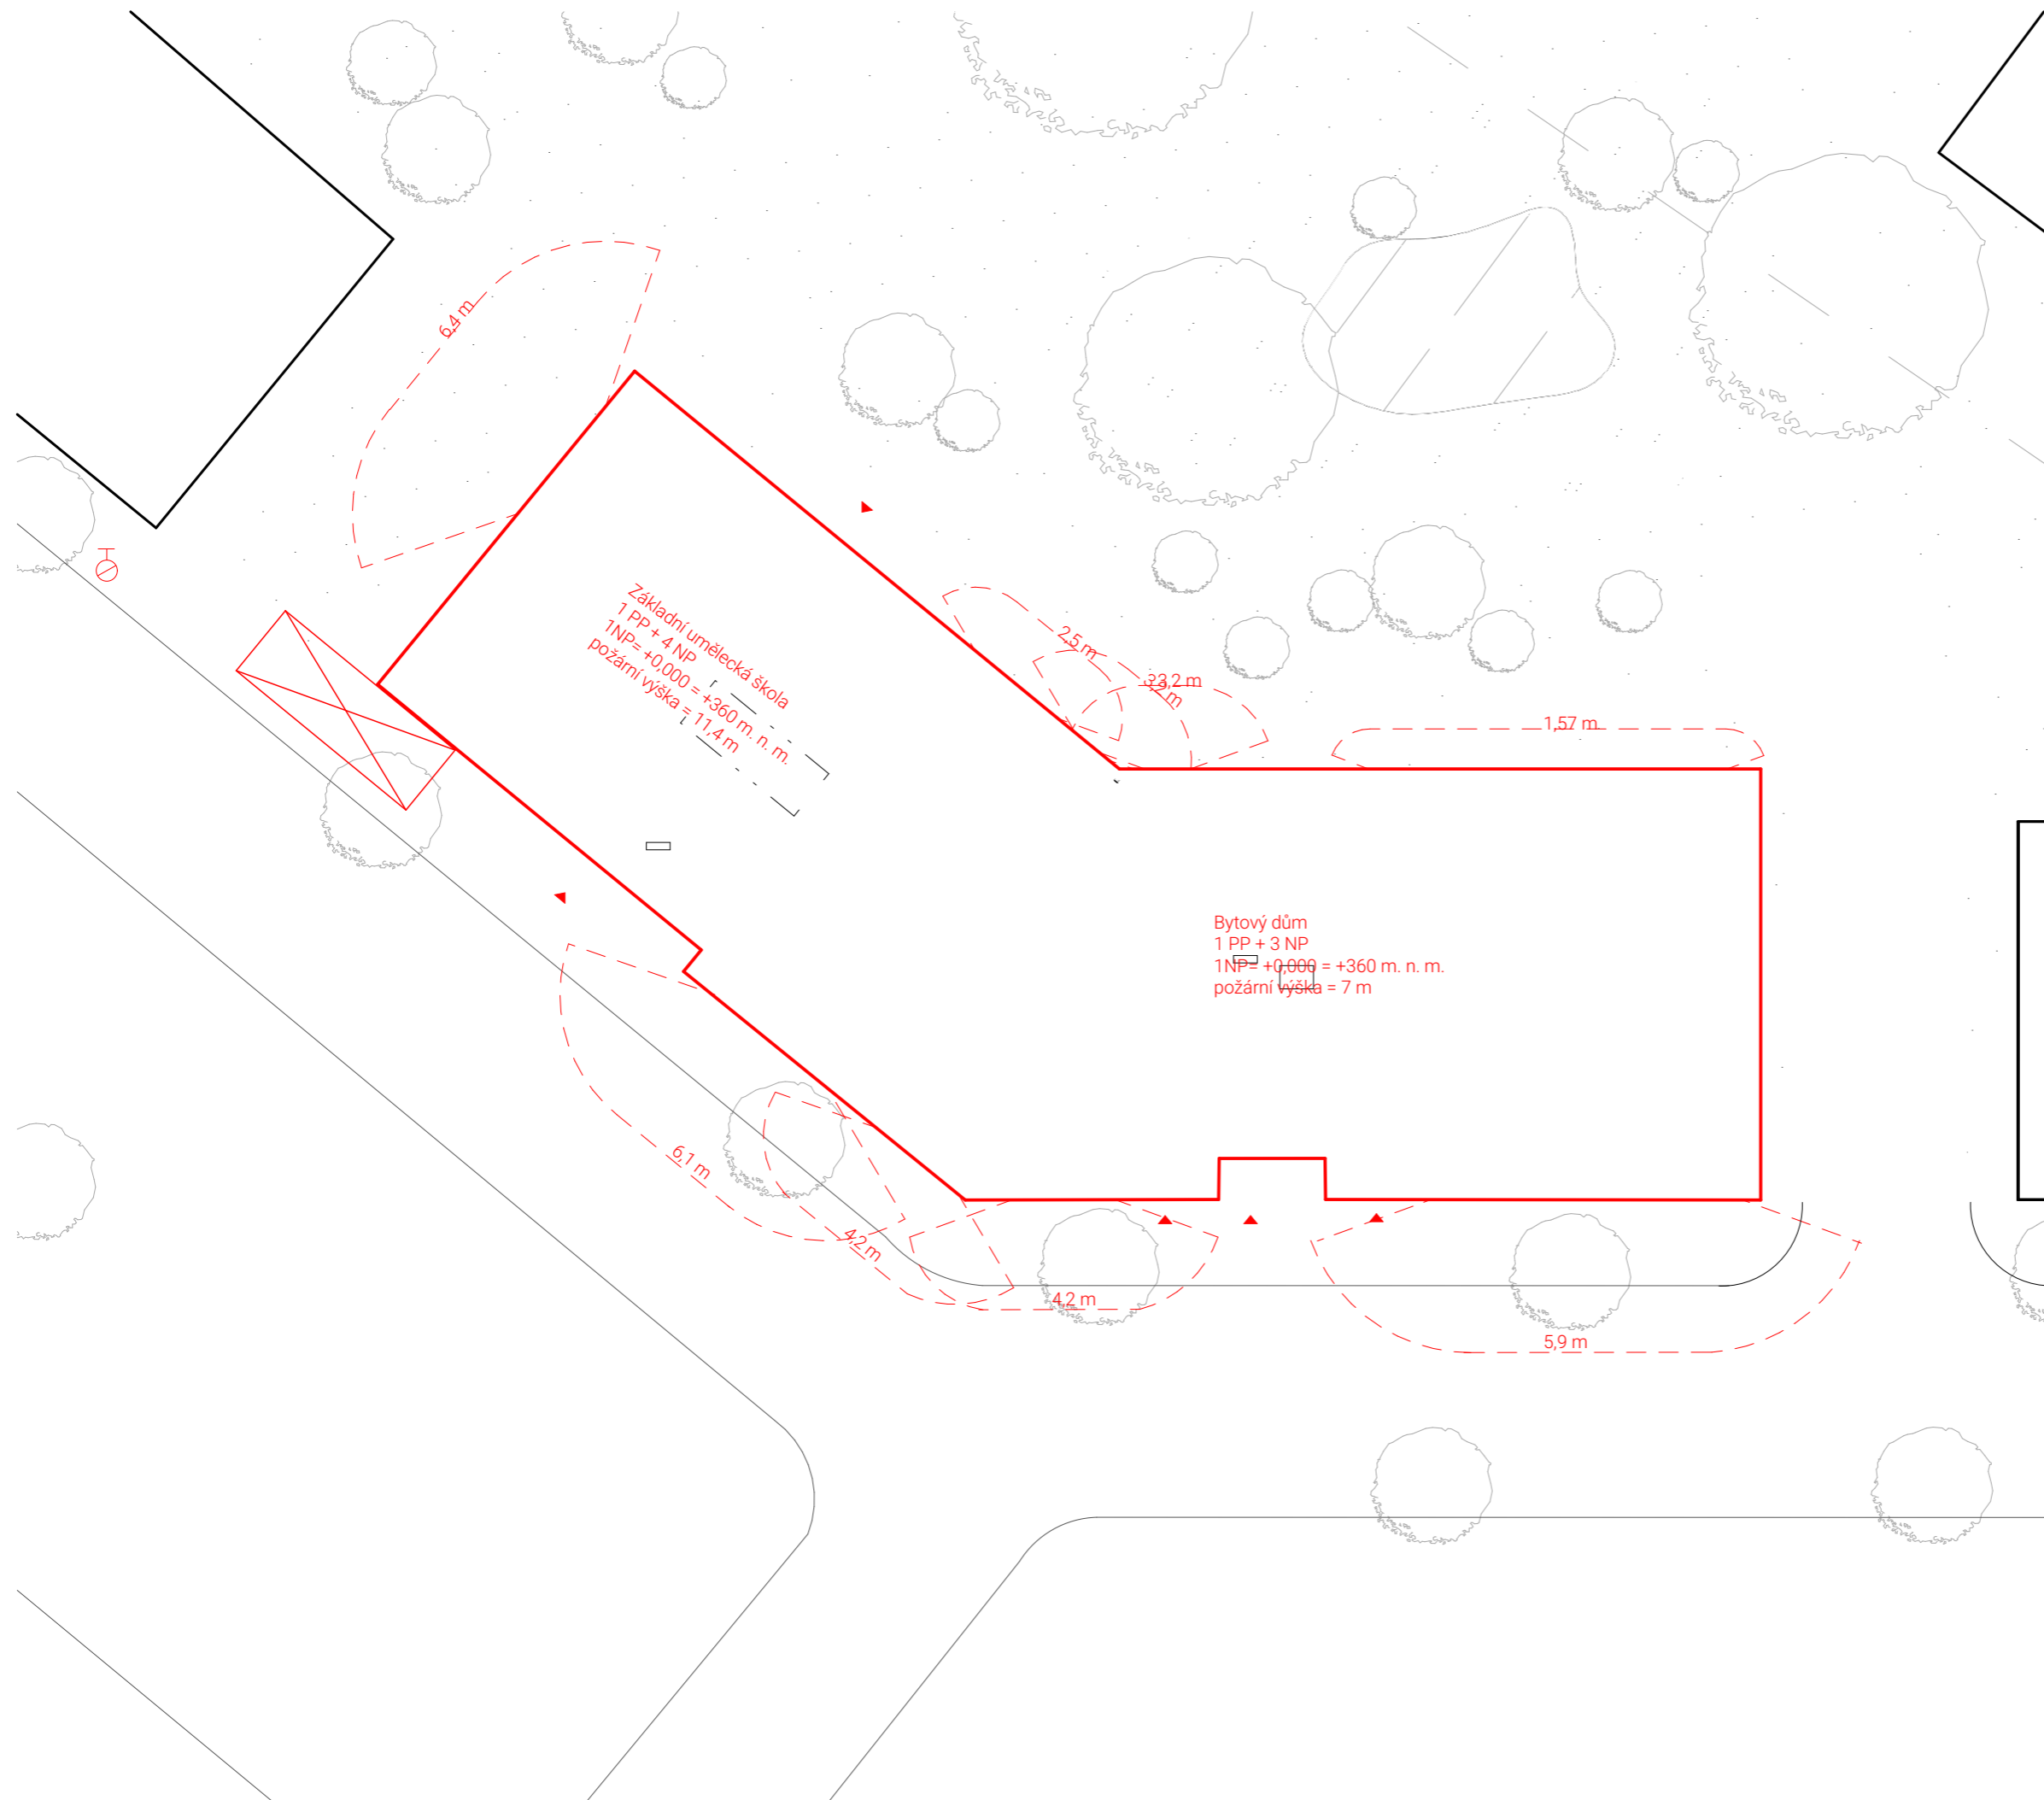 6,4 m
Základní umělecká škola
1 PP + 4 NP
1NP= +0,000 = +360 m. n. m.
požární výška = 11,4 m
2,5 m
3,2 m
1,57 m
Bytový dům
1 PP + 3 NP
1NP= +0,000 = +360 m. n. m.
požární výška = 7 m
6,1 m
4,2 m
4,2 m
5,9 m